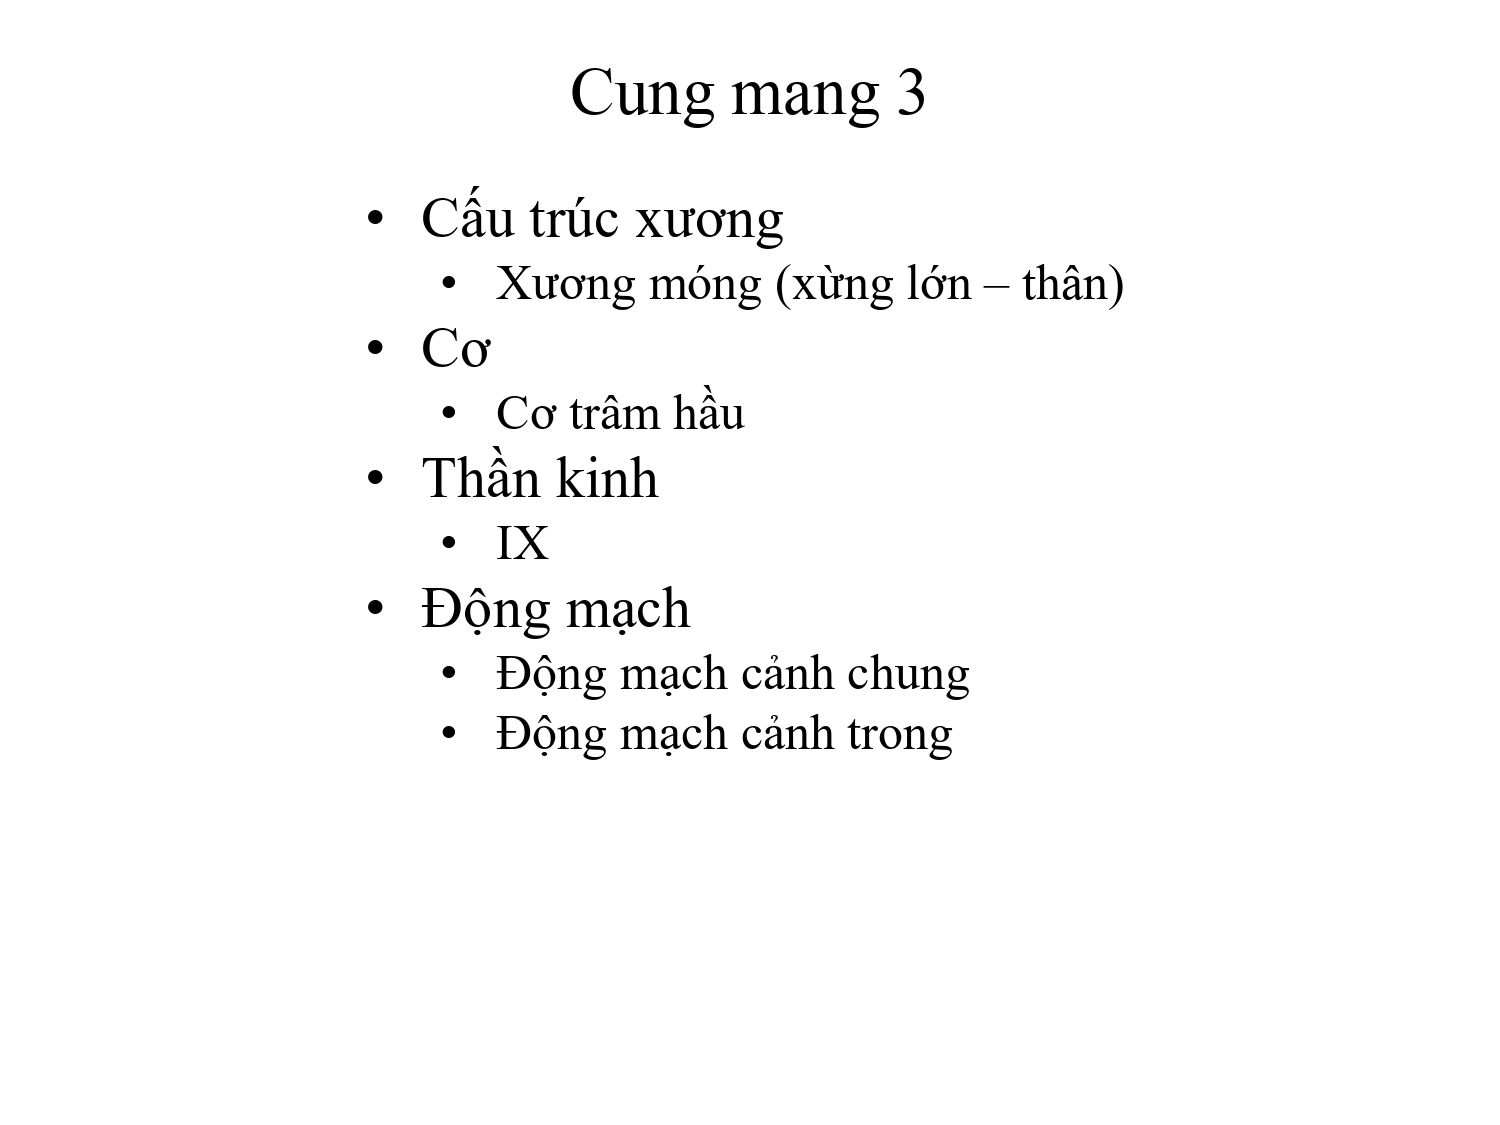 Cung mang 3
• Cấu trúc xương
• Xương móng (xừng lớn – thân)
• Cơ
• Cơ trâm hầu
• Thần kinh
• IX
• Động mạch
• Động mạch cảnh chung
• Động mạch cảnh trong